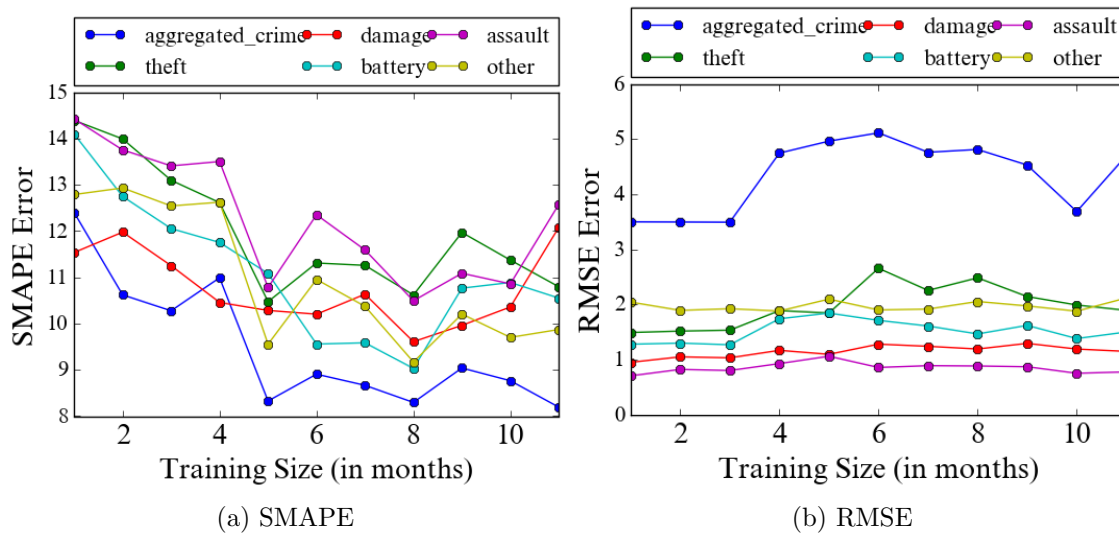 aggregated_crime damage assault
theft battery other
SMAPE Error
15
14
13
12
11
10
9
8
2 4 6 8 10
Training Size (in months)
(a) SMAPE
aggregated_crime damage assault
theft battery other
RMSE Error
6
5
4
3
2
1
0
2 4 6 8 10
Training Size (in months)
(b) RMSE